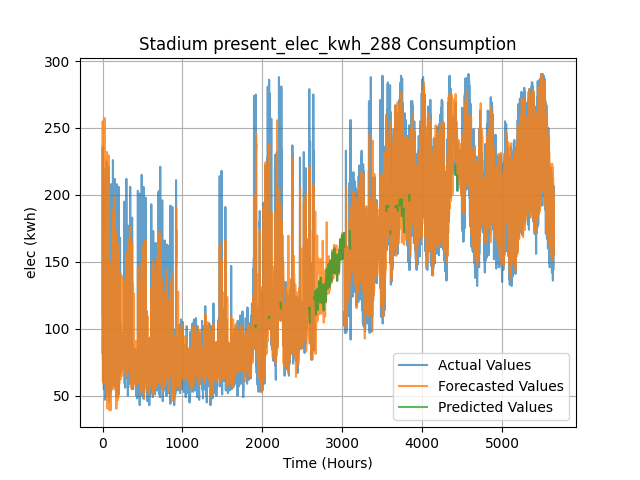 Stadium present_elec_kwh_288 Consumption
elec (kwh)
300
250
200
150
100
50
0
1000
2000
3000
4000
5000
Time (Hours)
Actual Values
Forecasted Values
Predicted Values